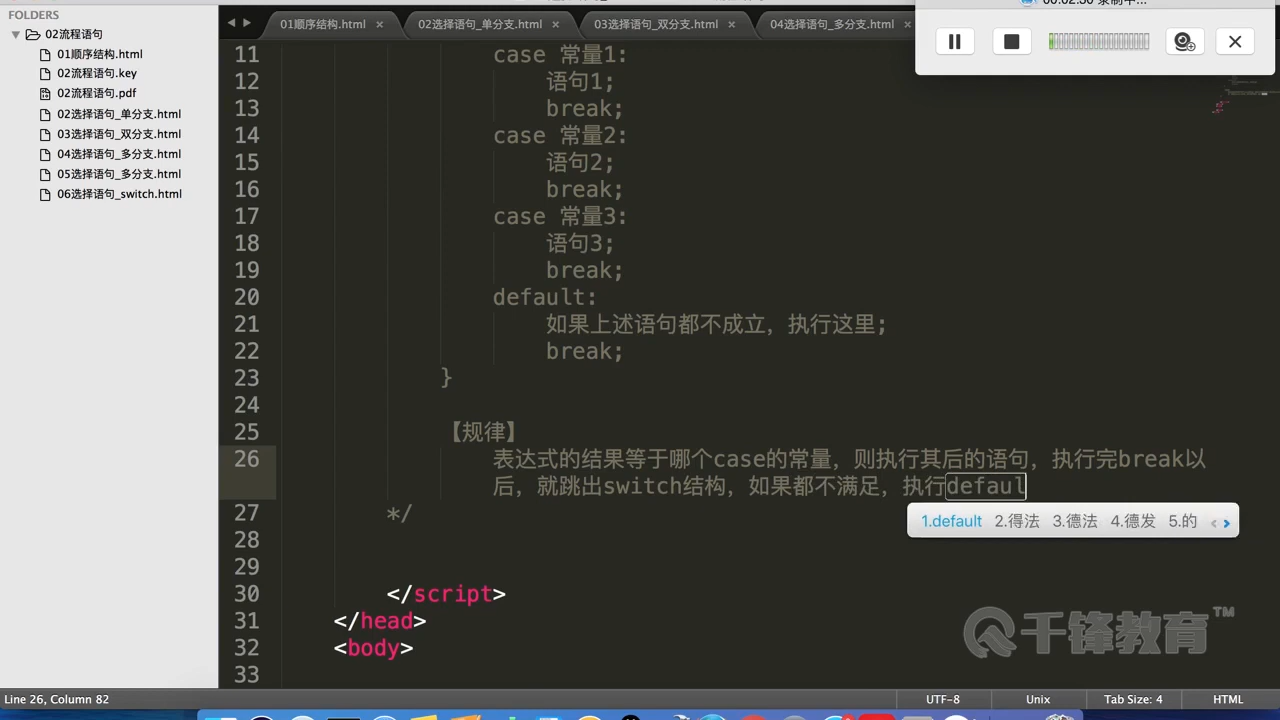 FOLDERS
02流程语句
01顺序结构.html
02流程语句.key
02流程语句.pdf
02选择语句_单分支.html
03选择语句_双分支.html
04选择语句_多分支.html
05选择语句_多分支.html
06选择语句_switch.html
01顺序结构.html ×
02选择语句_单分支.html ×
03选择语句_双分支.html ×
04选择语句_多分支.html ×
11 case 常量1:
12 语句1;
13 break;
14 case 常量2:
15 语句2;
16 break;
17 case 常量3:
18 语句3;
19 break;
20 default:
21 如果上述语句都不成立，执行这里;
22 break;
23 }
24
25 【规律】
26 表达式的结果等于哪个case的常量，则执行其后的语句，执行完break以
后，就跳出switch结构，如果都不满足，执行defaul
1.default 2.得法 3.德法 4.德发 5.的
27 */
28
29
30 </script>
31 </head>
32 <body>
33
千锋教育™
Line 26, Column 82
UTF-8
Unix
Tab Size: 4
HTML